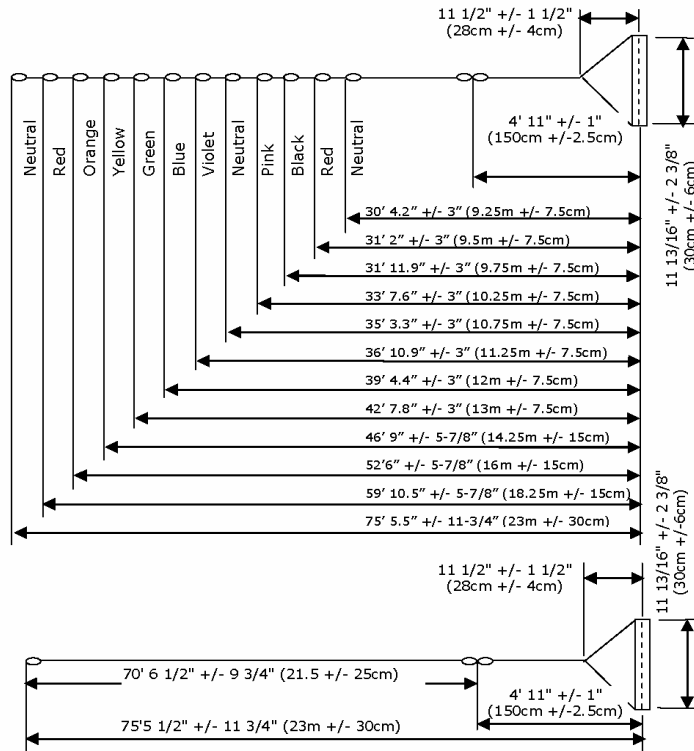 11 1/2" +/- 1 1/2"
(28cm +/- 4cm)
4' 11" +/- 1"
(150cm +/-2.5cm)
11 13/16" +/- 2 3/8"
(30cm +/- 6cm)
Neutral
Red
Orange
Yellow
Green
Blue
Violet
Neutral
Pink
Black
Red
Neutral
30' 4.2" +/- 3" (9.25m +/- 7.5cm)
31' 2" +/- 3" (9.5m +/- 7.5cm)
31' 11.9" +/- 3" (9.75m +/- 7.5cm)
33' 7.6" +/- 3" (10.25m +/- 7.5cm)
35' 3.3" +/- 3" (10.75m +/- 7.5cm)
36' 10.9" +/- 3" (11.25m +/- 7.5cm)
39' 4.4" +/- 3" (12m +/- 7.5cm)
42' 7.8" +/- 3" (13m +/- 7.5cm)
46' 9" +/- 5-7/8" (14.25m +/- 15cm)
52'6" +/- 5-7/8" (16m +/- 15cm)
59' 10.5" +/- 5-7/8" (18.25m +/- 15cm)
75' 5.5" +/- 11-3/4" (23m +/- 30cm)
11 1/2" +/- 1 1/2"
(28cm +/- 4cm)
11 13/16" +/- 2 3/8"
(30cm +/-6cm)
70' 6 1/2" +/- 9 3/4" (21.5 +/- 25cm)
4' 11" +/- 1"
(150cm +/-2.5cm)
75'5 1/2" +/- 11 3/4" (23m +/- 30cm)